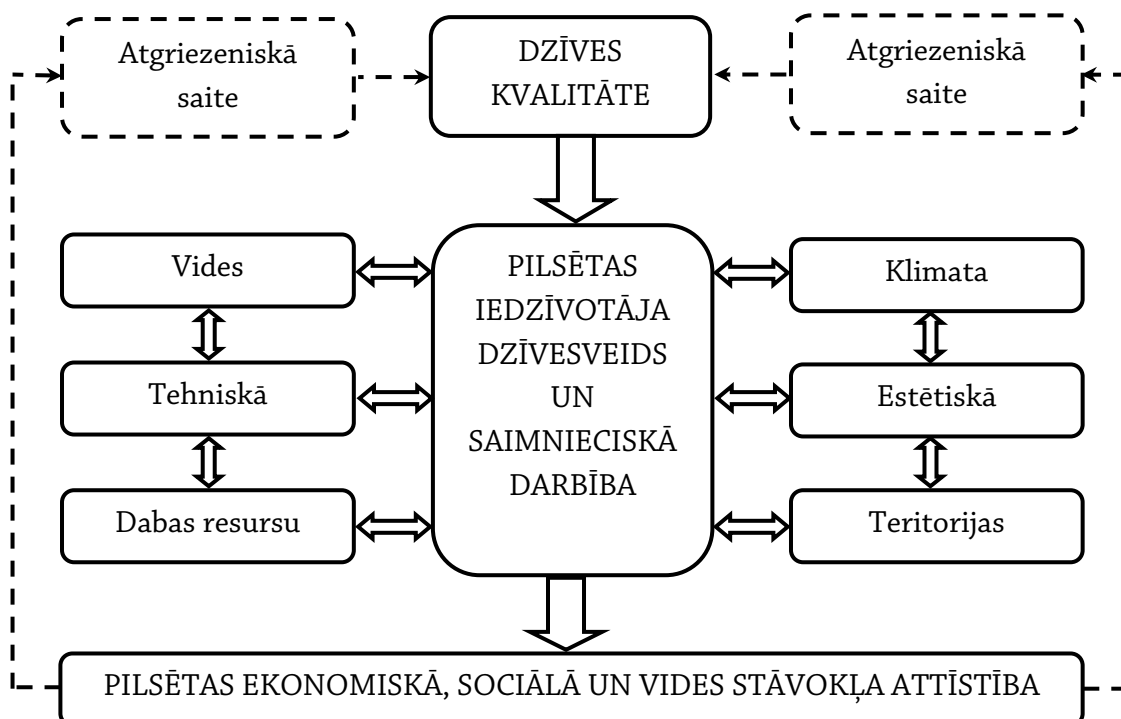 Atgriezeniskā
saite
DZĪVES
KVALITĀTE
Atgriezeniskā
saite
Vides
Tehniskā
Dabas resursu
PILSĒTAS
IEDZĪVOTĀJA
DZĪVESVEIDS
UN
SAIMNIECISKĀ
DARBĪBA
Klimata
Estētiskā
Teritorijas
PILSĒTAS EKONOMISKĀ, SOCIĀLĀ UN VIDES STĀVOKĻA ATTĪSTĪBA